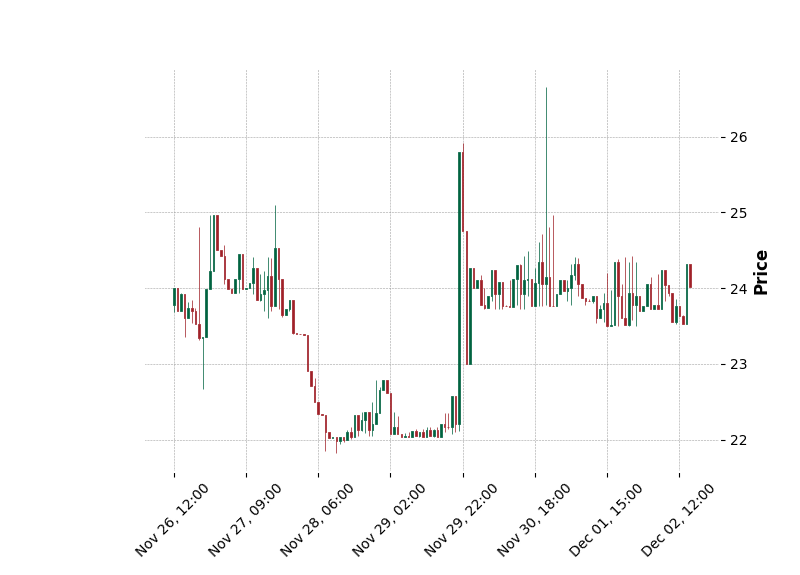 26
25
24
23
22
Price
Nov 26, 12:00
Nov 27, 09:00
Nov 28, 06:00
Nov 29, 02:00
Nov 29, 22:00
Nov 30, 18:00
Dec 01, 15:00
Dec 02, 12:00